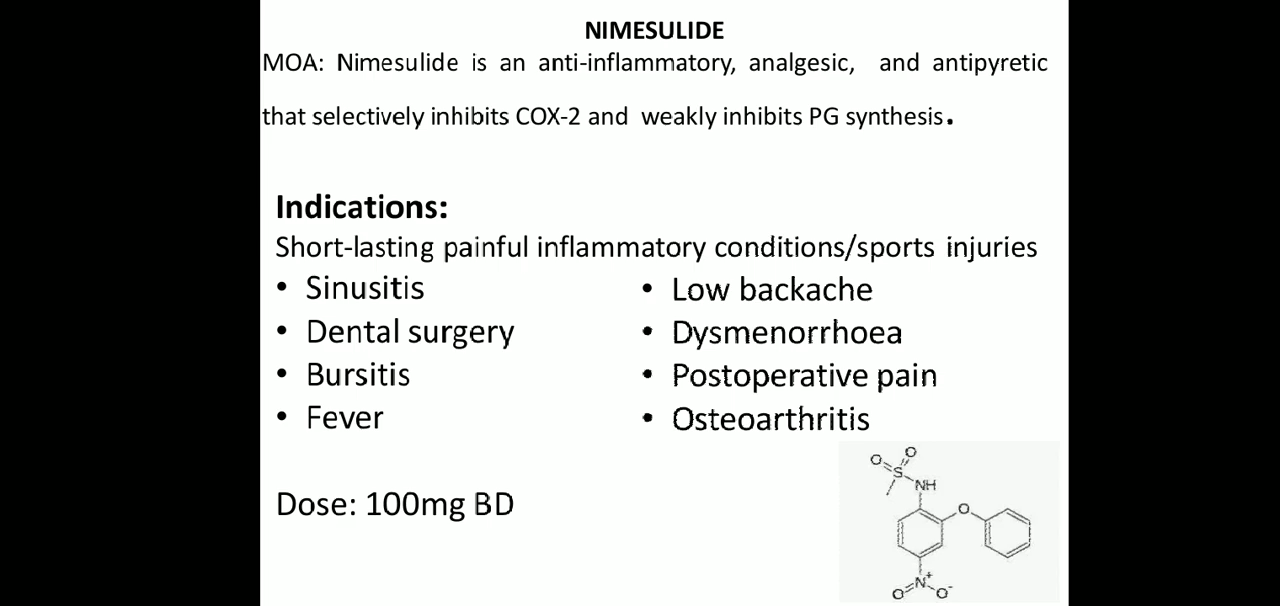 NIMESULIDE
MOA: Nimesulide is an anti-inflammatory, analgesic, and antipyretic
that selectively inhibits COX-2 and weakly inhibits PG synthesis.
Indications:
Short-lasting painful inflammatory conditions/sports injuries
• Sinusitis
• Dental surgery
• Bursitis
• Fever
• Low backache
• Dysmenorrhoea
• Postoperative pain
• Osteoarthritis
Dose: 100mg BD
O
O
S
NH
O
N+
O
O-